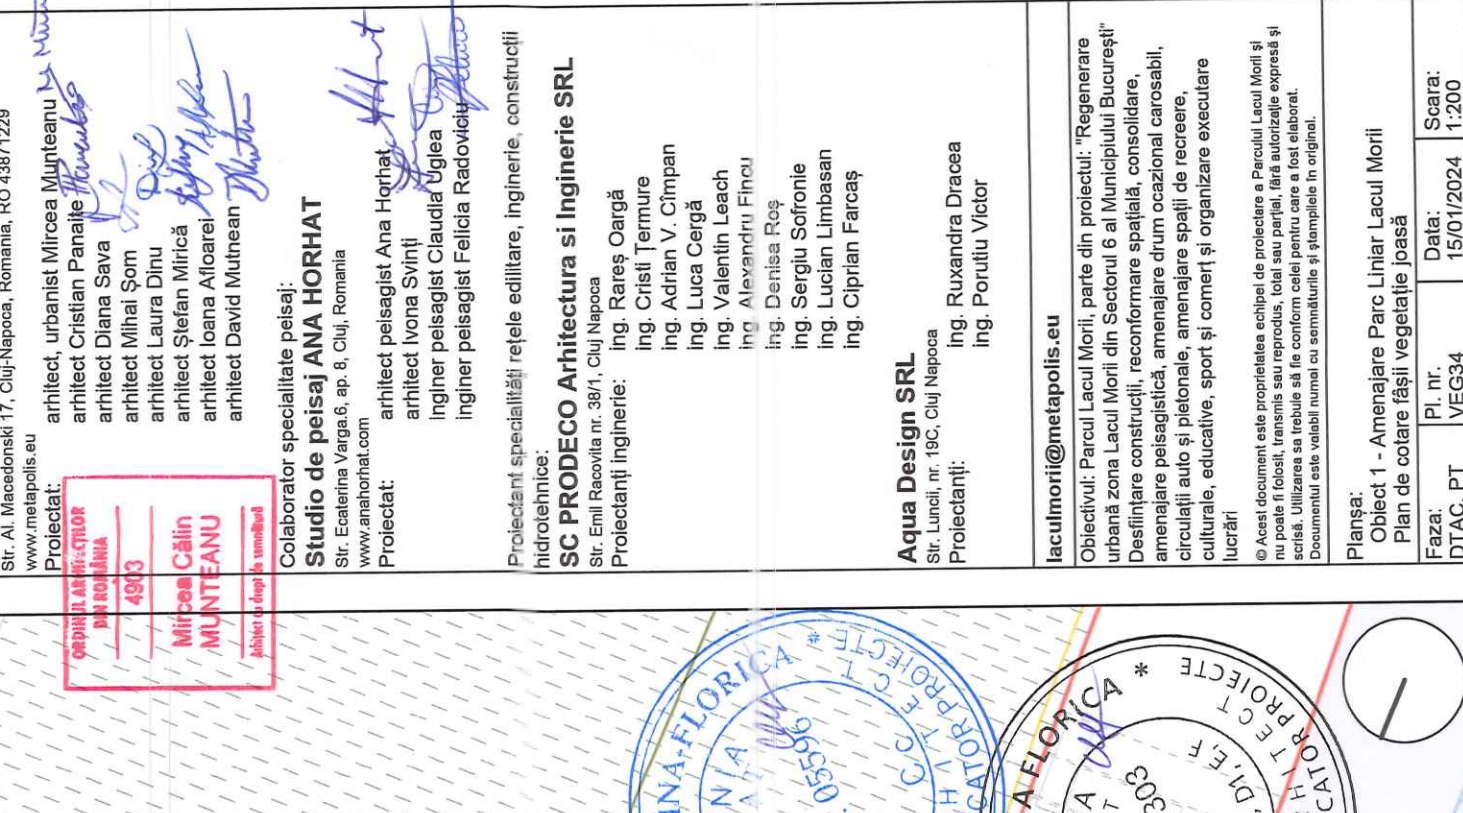 Str. Al. Macedonski 17, Cluj-Napoca, Romania, RO 43871229
www.metapolis.eu
Proiectat:
arhitect, urbanist Mircea Munteanu
arhitect Cristian Panaite
arhitect Diana Sava
arhitect Mihai Șom
arhitect Laura Dinu
arhitect Ștefan Mirică
arhitect Ioana Afloarei
arhitect David Mutnean
Colaborator specialitate peisaj:
Studio de peisaj ANA HORHAT
Str. Ecaterina Varga.6, ap. 8, Cluj, Romania
www.anahorhat.com
Proiectat:
arhitect peisagist Ana Horhat
arhitect Ivona Svinți
inginer peisagist Claudia Uglea
inginer peisagist Felicia Radoviciu
Proiectant specialități rețele edilitare, inginerie, construcții
hidrotehnice:
SC PRODECO Arhitectura si Inginerie SRL
Str. Emil Racovita nr. 38/1, Cluj Napoca
Proiectanți inginerie:
ing. Rareș Oargă
ing. Cristi Țermure
ing. Adrian V. Cîmpan
ing. Luca Cergă
ing. Valentin Leach
ing. Alexandru Fincu
ing. Denisa Roș
ing. Sergiu Sofronie
ing. Lucian Limbasan
ing. Ciprian Farcaș
Aqua Design SRL
Str. Luncii, nr. 19C, Cluj Napoca
Proiectanți:
ing. Ruxandra Dracea
ing. Porutiu Victor
laculmorii@metapolis.eu
Obiectivul: Parcul Lacul Morii, parte din proiectul: "Regenerare
urbană zona Lacul Morii din Sectorul 6 al Municipiului București"
Desființare construcții, reconformare spațială, consolidare,
amenajare peisagistică, amenajare drum ocazional carosabil,
circulații auto și pietonale, amenajare spații de recreere,
culturale, educative, sport și comerț și organizare executare
lucrări
© Acest document este proprietatea echipei de proiectare a Parcului Lacul Morii și
nu poate fi folosit, transmis sau reprodus, total sau parțial, fără autorizație expresă și
scrisă. Utilizarea sa trebuie să fie conform celei pentru care a fost elaborat.
Documentul este valabil numai cu semnăturile și ștampilele în original.
Planșa:
Obiect 1 - Amenajare Parc Liniar Lacul Morii
Plan de cotare fâșii vegetație joasă
Faza: Pl. nr. Data: Scara:
DTAC, PT VEG34 15/01/2024 1:200
ORDINUL ARHITECȚILOR
DIN ROMÂNIA
4903
Mircea Călin
MUNTEANU
Arhitect cu drept de semnătură
NA-FLORICA *
05596
A FLORICA *
303
D1, E, F